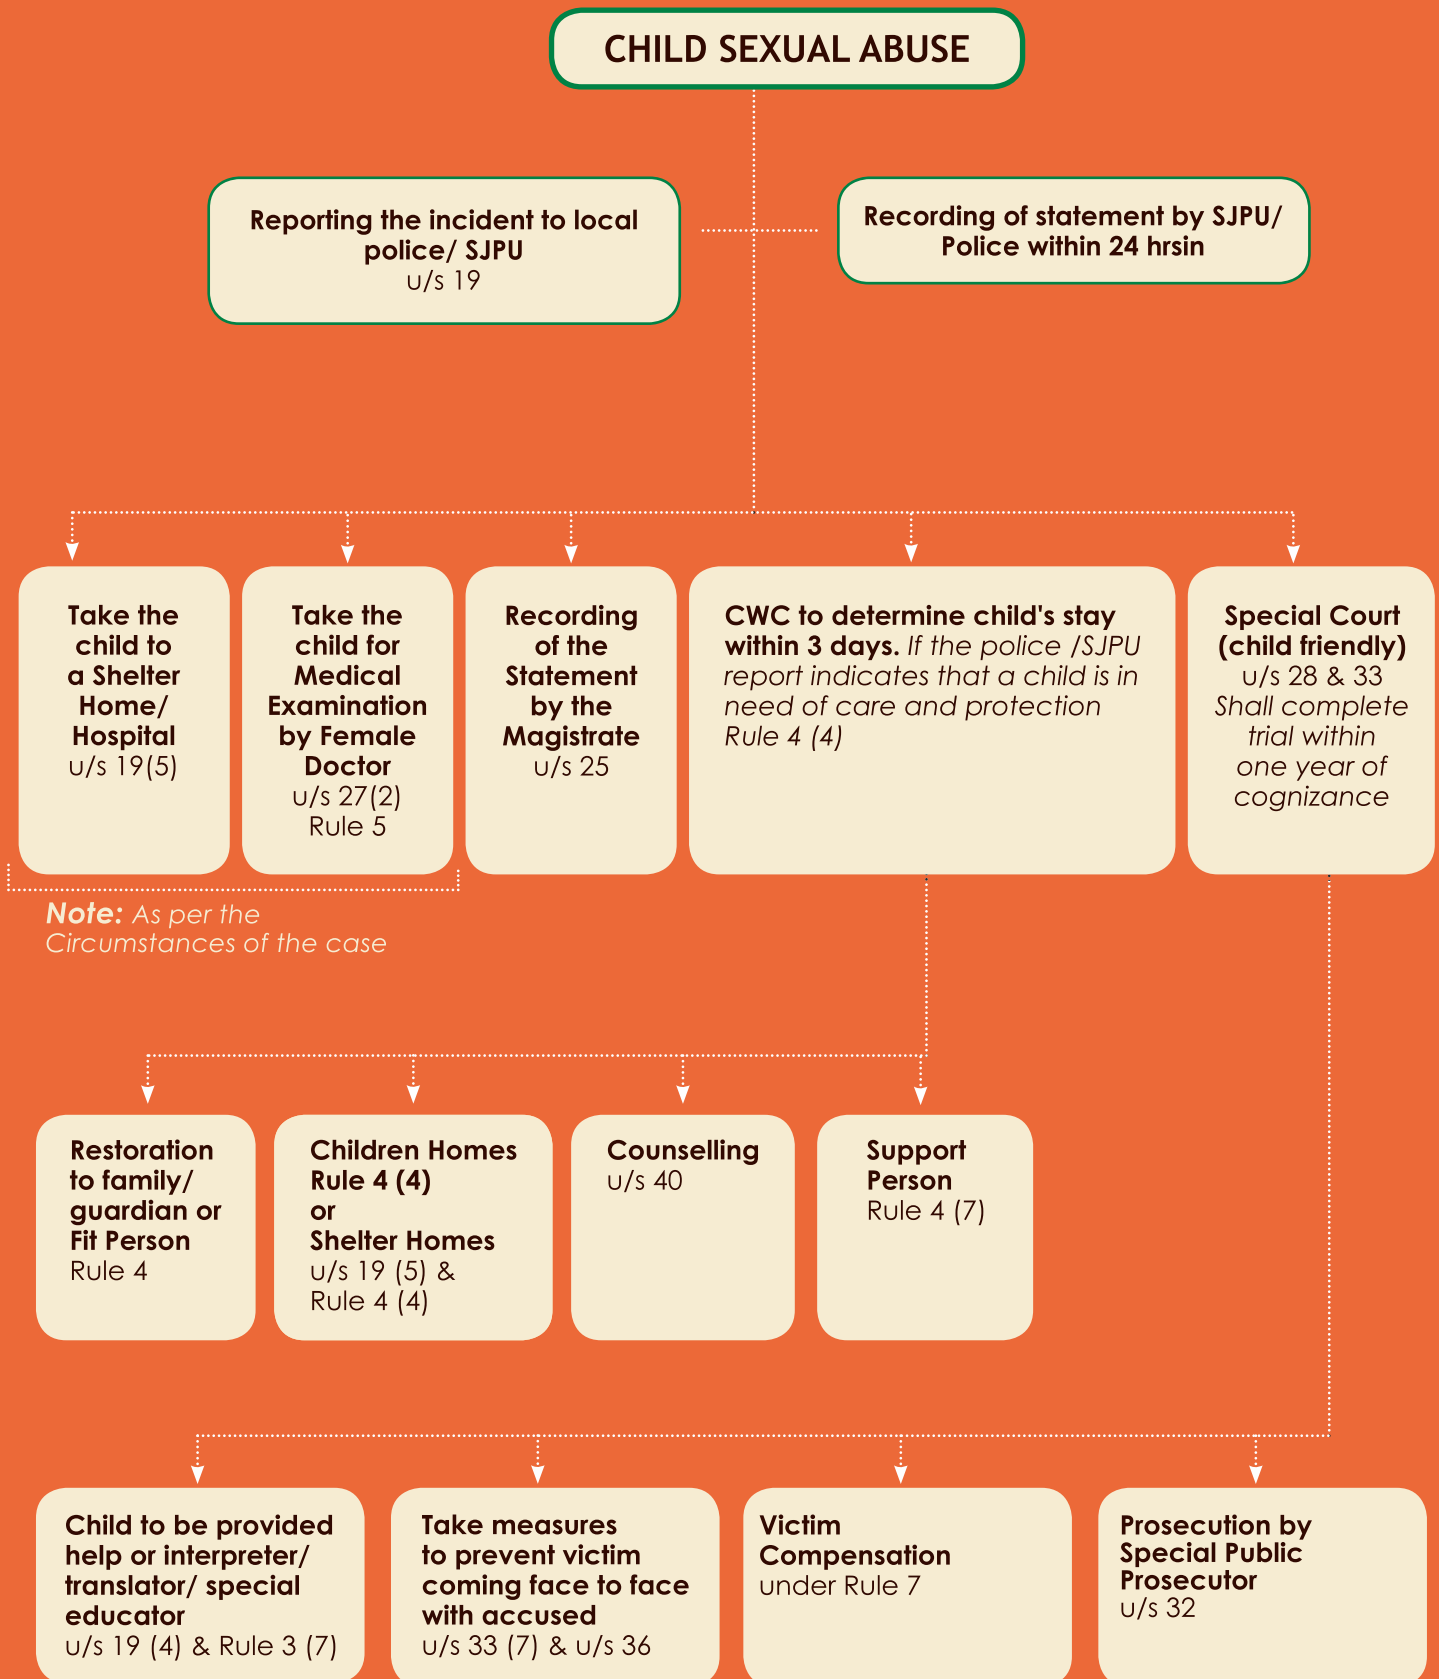 CHILD SEXUAL ABUSE
Reporting the incident to local
police/ SJPU
u/s 19
Recording of statement by SJPU/
Police within 24 hrsin
Take the
child to
a Shelter
Home/
Hospital
u/s 19(5)
Take the
child for
Medical
Examination
by Female
Doctor
u/s 27(2)
Rule 5
Recording
of the
Statement
by the
Magistrate
u/s 25
CWC to determine child's stay
within 3 days. If the police /SJPU
report indicates that a child is in
need of care and protection
Rule 4 (4)
Special Court
(child friendly)
u/s 28 & 33
Shall complete
trial within
one year of
cognizance
Note: As per the
Circumstances of the case
Restoration
to family/
guardian or
Fit Person
Rule 4
Children Homes
Rule 4 (4)
or
Shelter Homes
u/s 19 (5) &
Rule 4 (4)
Counselling
u/s 40
Support
Person
Rule 4 (7)
Child to be provided
help or interpreter/
translator/ special
educator
u/s 19 (4) & Rule 3 (7)
Take measures
to prevent victim
coming face to face
with accused
u/s 33 (7) & u/s 36
Victim
Compensation
under Rule 7
Prosecution by
Special Public
Prosecutor
u/s 32